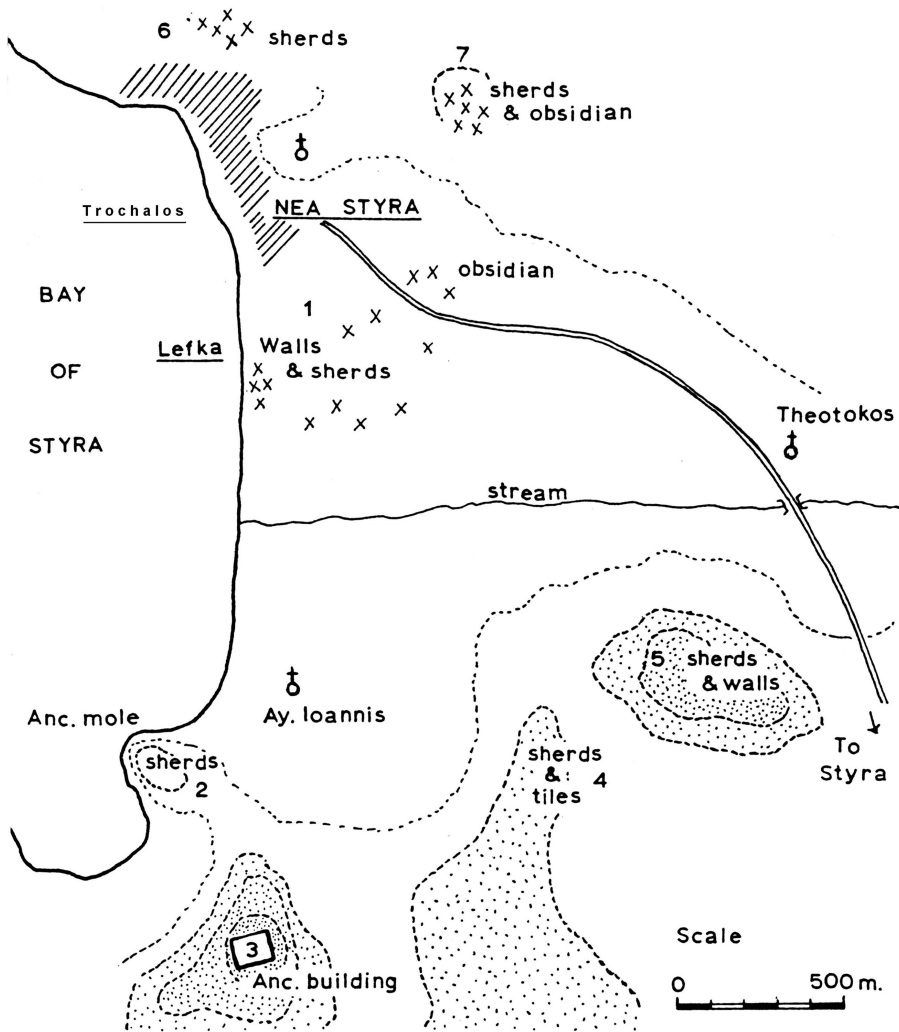 6
sherds
7
sherds
& obsidian
Trochalos
NEA STYRA
obsidian
BAY
1
Lefka
Walls
& sherds
OF
Theotokos
STYRA
stream
5 sherds
& walls
Anc. mole
Ay. Ioannis
To
Styra
sherds
2
sherds
&
tiles
4
3
Anc. building
Scale
0 500 m.